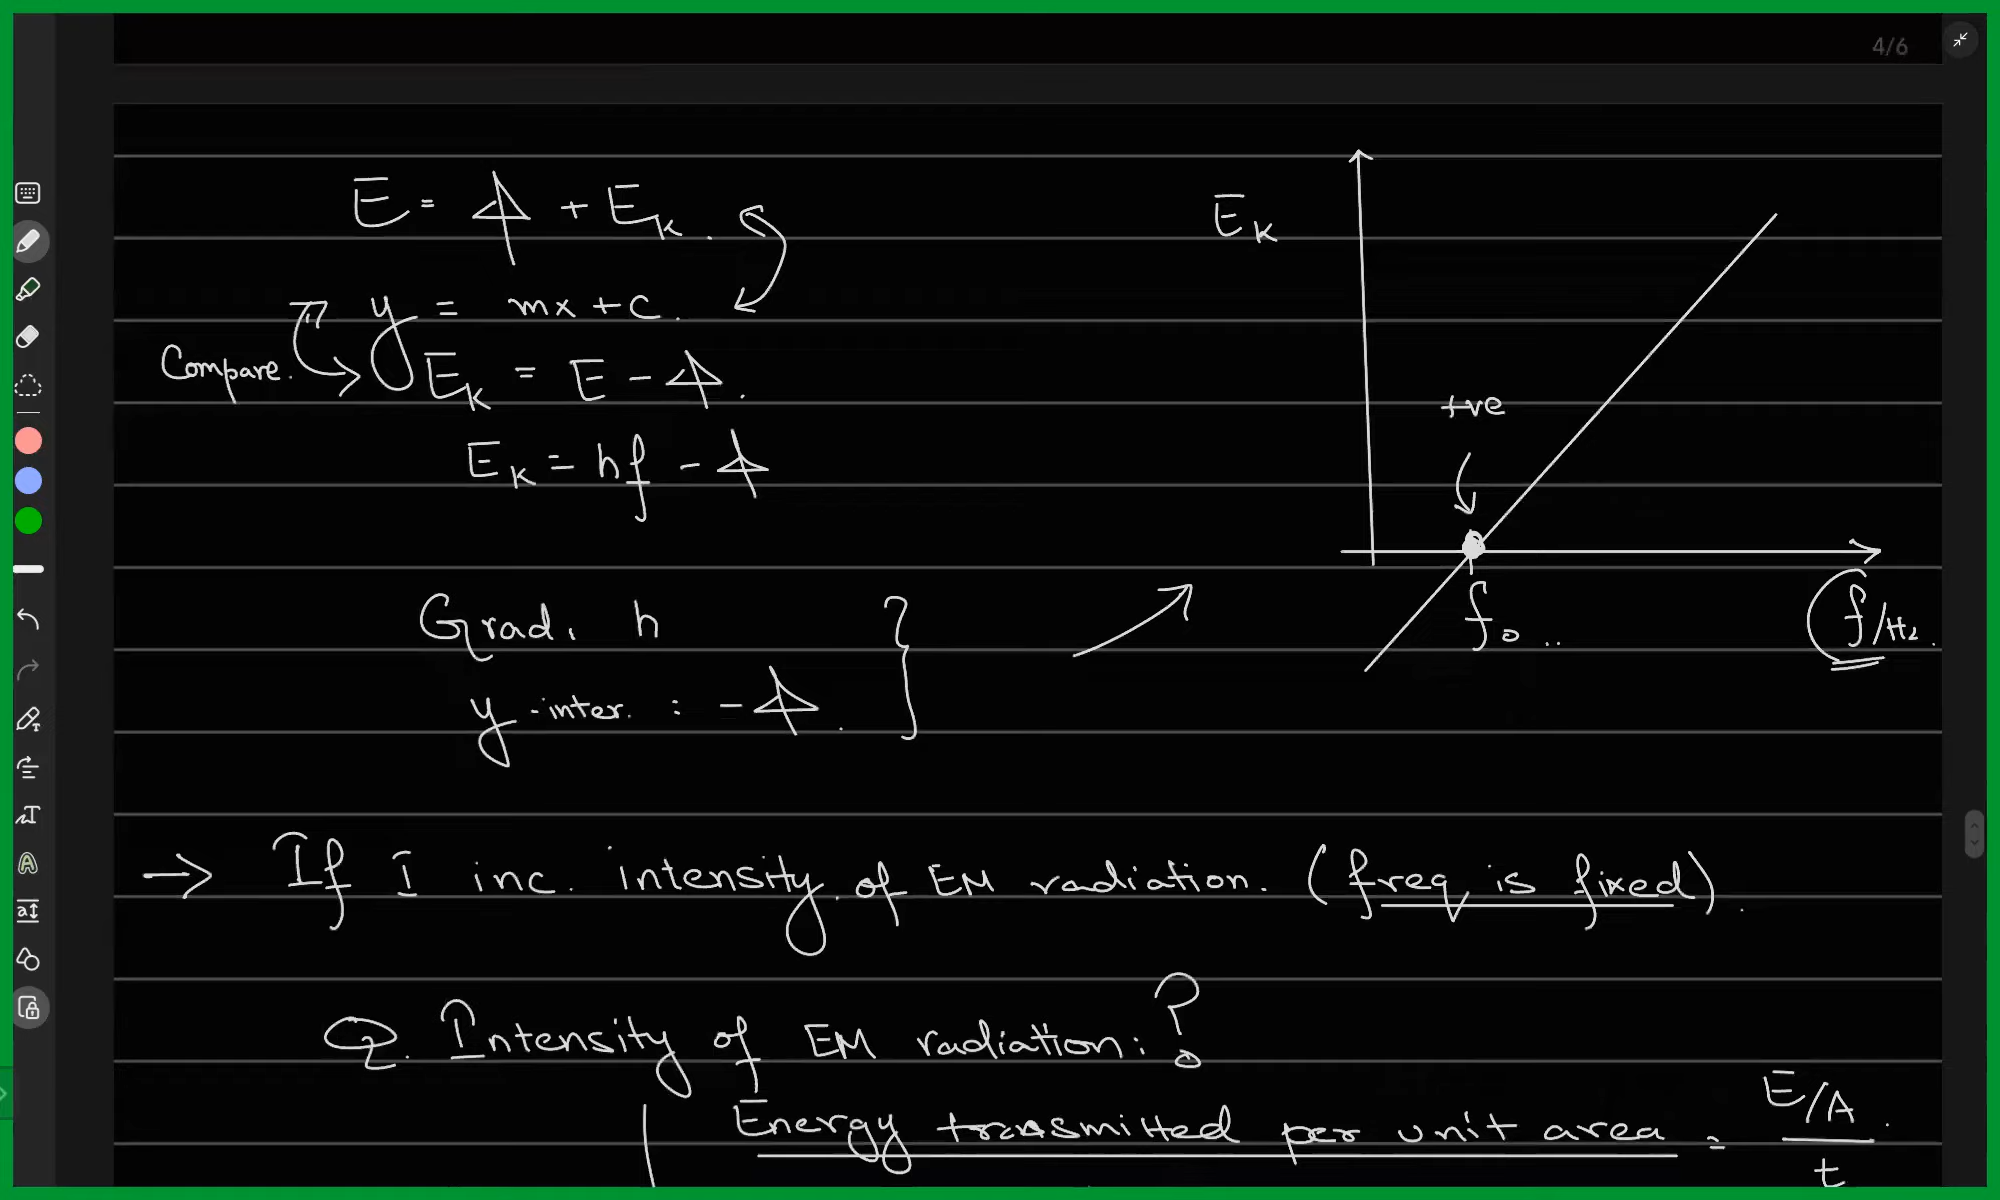 4/6
E = ϕ + Eₖ.
y = mx + c.
Compare.
Eₖ = E - ϕ.
Eₖ = hf - ϕ
Eₖ
+ve
f₀ ..
f/Hz.
Grad. h
y-inter. : -ϕ.
→ If I inc. intensity of EM radiation. (freq is fixed).
Q. Intensity of EM radiation: ?
Energy transmitted per unit area = E/A.
t